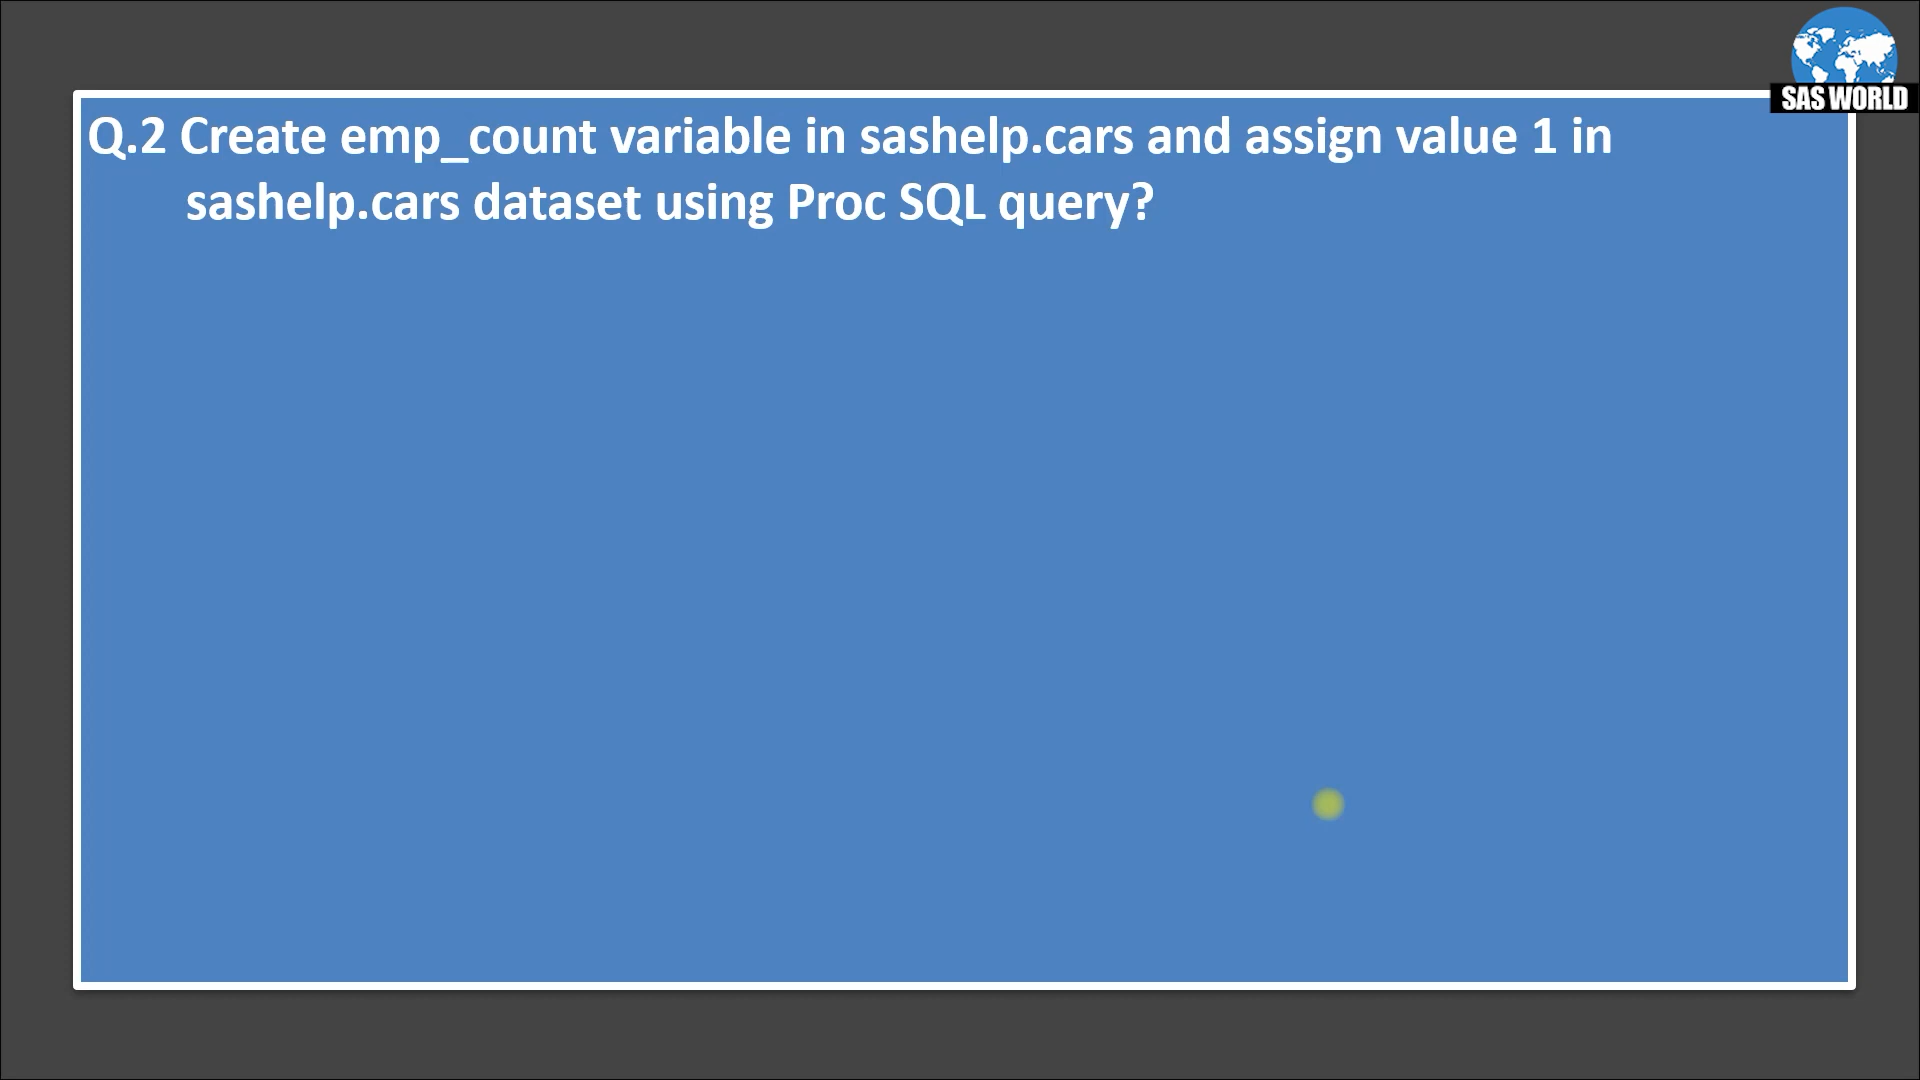 SAS WORLD
Q.2 Create emp_count variable in sashelp.cars and assign value 1 in
sashelp.cars dataset using Proc SQL query?